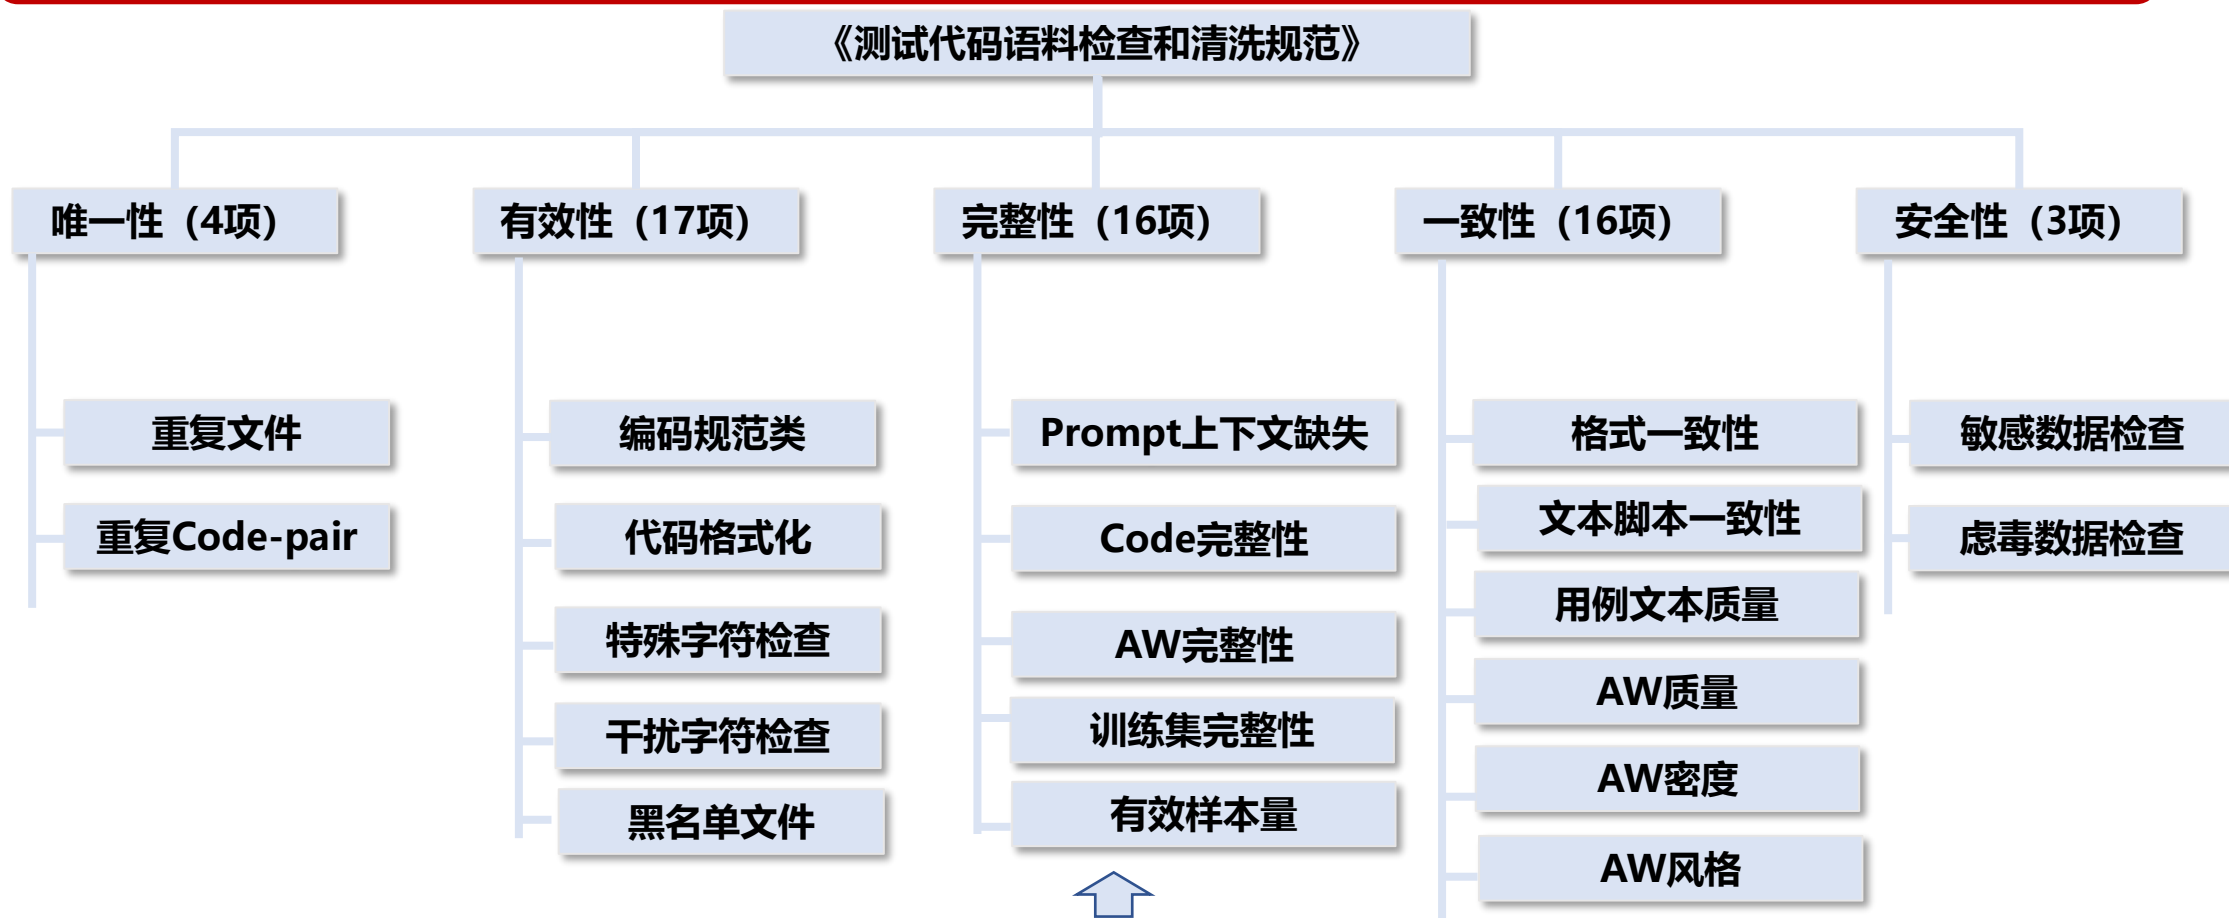 《测试代码语料检查和清洗规范》
唯一性（4项）
有效性（17项）
完整性（16项）
一致性（16项）
安全性（3项）
重复文件
重复Code-pair
编码规范类
代码格式化
特殊字符检查
干扰字符检查
黑名单文件
Prompt上下文缺失
Code完整性
AW完整性
训练集完整性
有效样本量
格式一致性
文本脚本一致性
用例文本质量
AW质量
AW密度
AW风格
敏感数据检查
虑毒数据检查